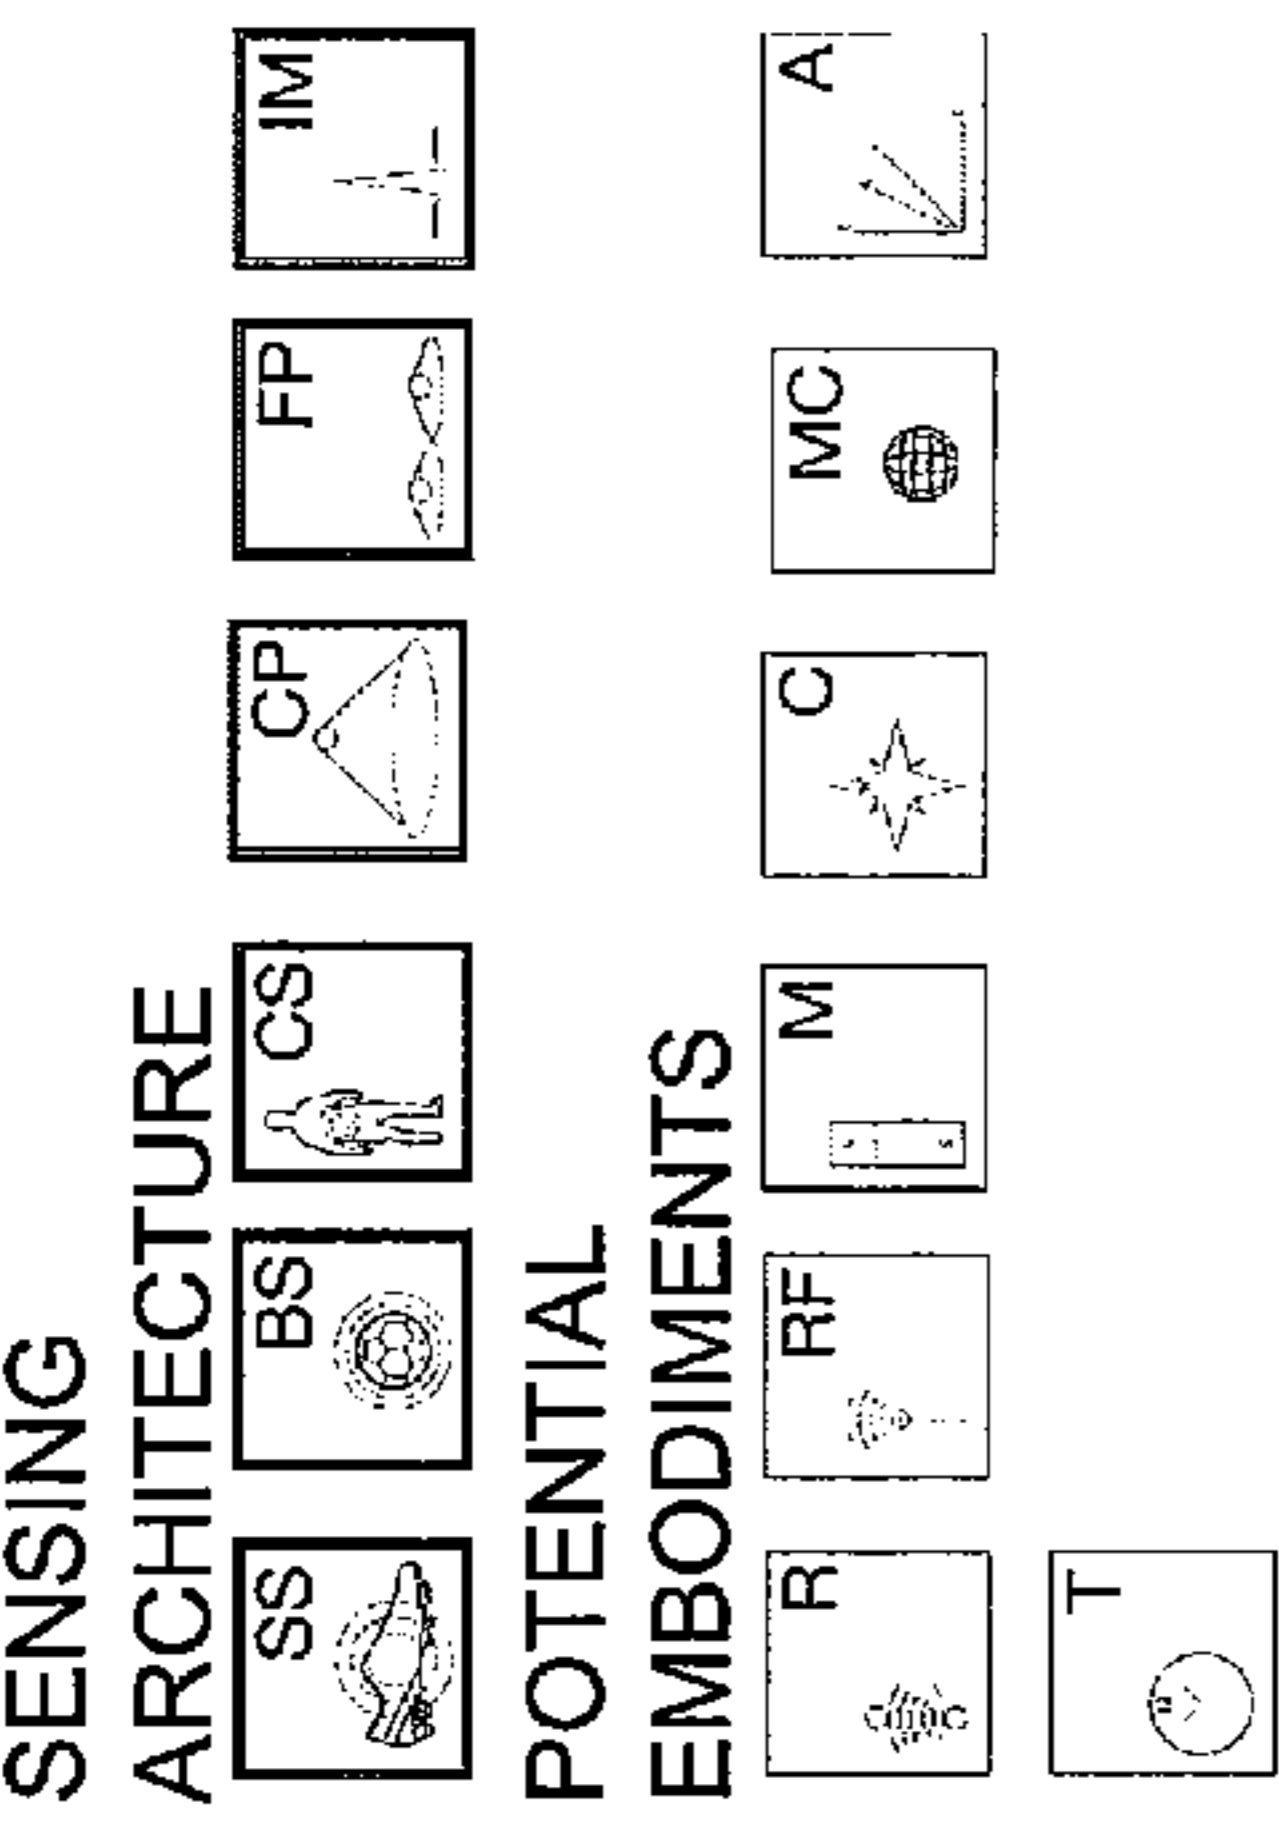 SENSING
ARCHITECTURE
SS BS CS CP FP IM
POTENTIAL
EMBODIMENTS
R RF M C MC A
T